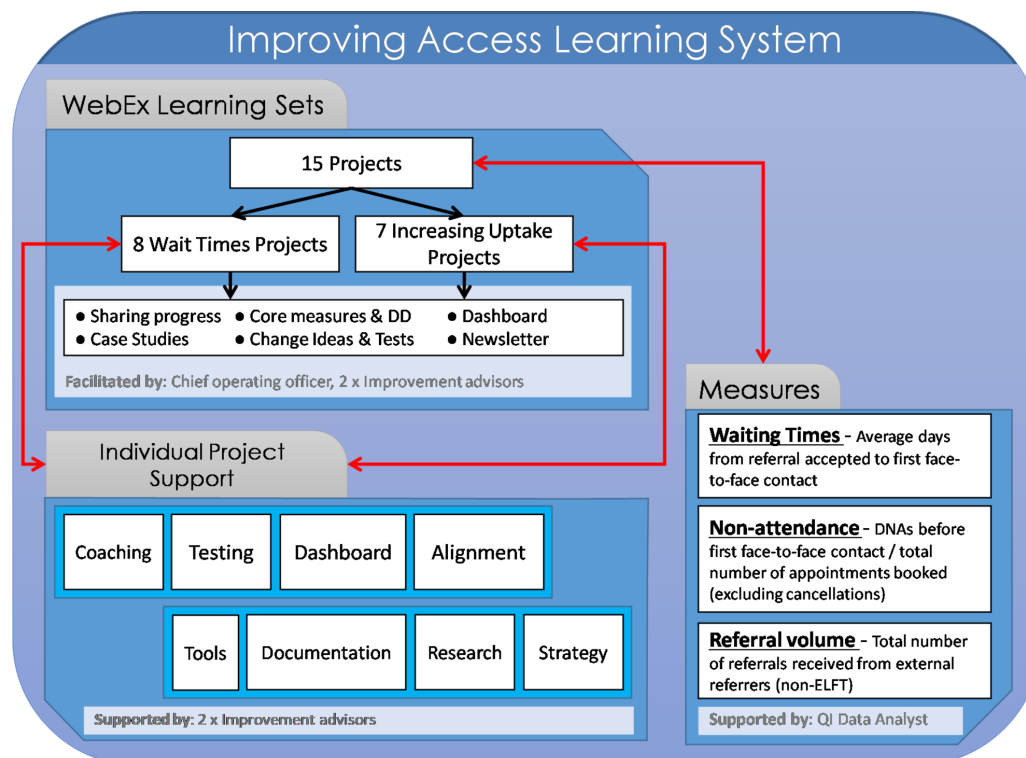 Improving Access Learning System
WebEx Learning Sets
15 Projects
8 Wait Times Projects
7 Increasing Uptake
Projects
● Sharing progress ● Core measures & DD ● Dashboard
● Case Studies ● Change Ideas & Tests ● Newsletter
Facilitated by: Chief operating officer, 2 x Improvement advisors
Individual Project
Support
Coaching Testing Dashboard Alignment
Tools Documentation Research Strategy
Supported by: 2 x Improvement advisors
Measures
Waiting Times - Average days
from referral accepted to first face-
to-face contact
Non-attendance - DNAs before
first face-to-face contact / total
number of appointments booked
(excluding cancellations)
Referral volume - Total number
of referrals received from external
referrers (non-ELFT)
Supported by: QI Data Analyst